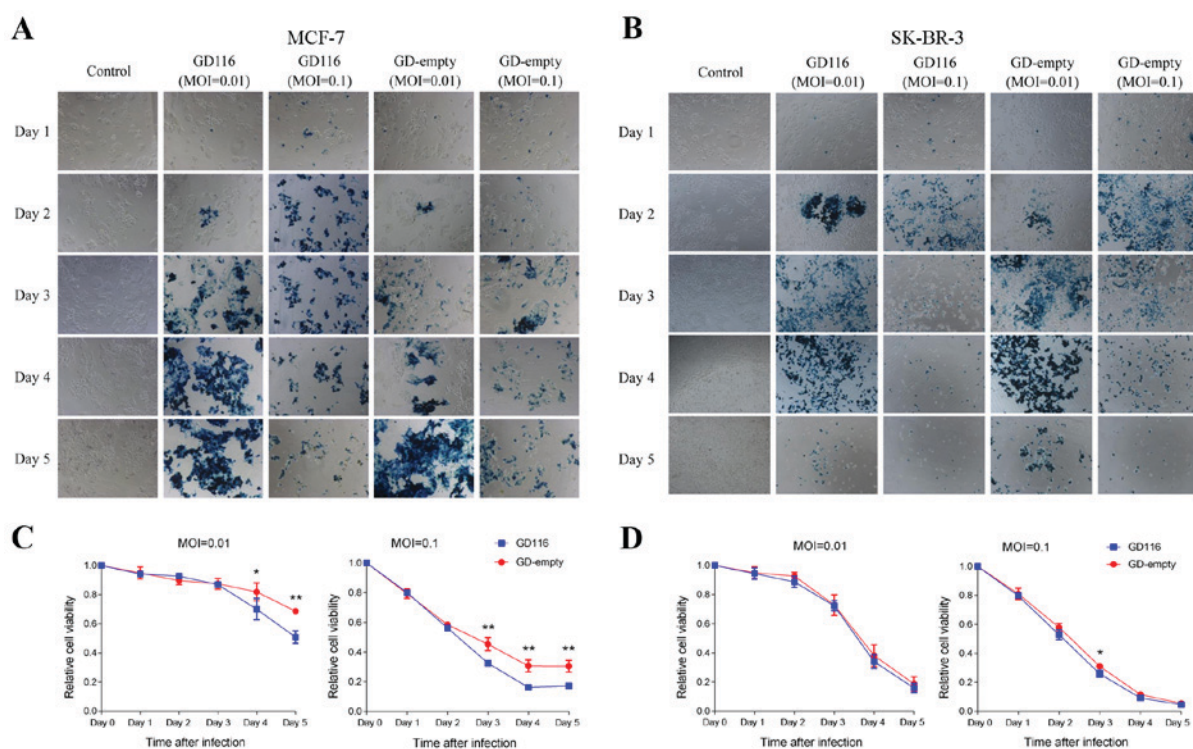 A
MCF-7
Control
GD116
(MOI=0.01)
GD116
(MOI=0.1)
GD-empty
(MOI=0.01)
GD-empty
(MOI=0.1)
Day 1
Day 2
Day 3
Day 4
Day 5
B
SK-BR-3
Control
GD116
(MOI=0.01)
GD116
(MOI=0.1)
GD-empty
(MOI=0.01)
GD-empty
(MOI=0.1)
Day 1
Day 2
Day 3
Day 4
Day 5
C
MOI=0.01
Relative cell viability
1.0
0.8
0.6
0.4
0.2
0.0
*
**
Day 0 Day 1 Day 2 Day 3 Day 4 Day 5
Time after infection
MOI=0.1
GD116
GD-empty
Relative cell viability
1.0
0.8
0.6
0.4
0.2
0.0
** ** **
Day 0 Day 1 Day 2 Day 3 Day 4 Day 5
Time after infection
D
MOI=0.01
Relative cell viability
1.0
0.8
0.6
0.4
0.2
0.0
Day 0 Day 1 Day 2 Day 3 Day 4 Day 5
Time after infection
MOI=0.1
GD116
GD-empty
Relative cell viability
1.0
0.8
0.6
0.4
0.2
0.0
*
Day 0 Day 1 Day 2 Day 3 Day 4 Day 5
Time after infection